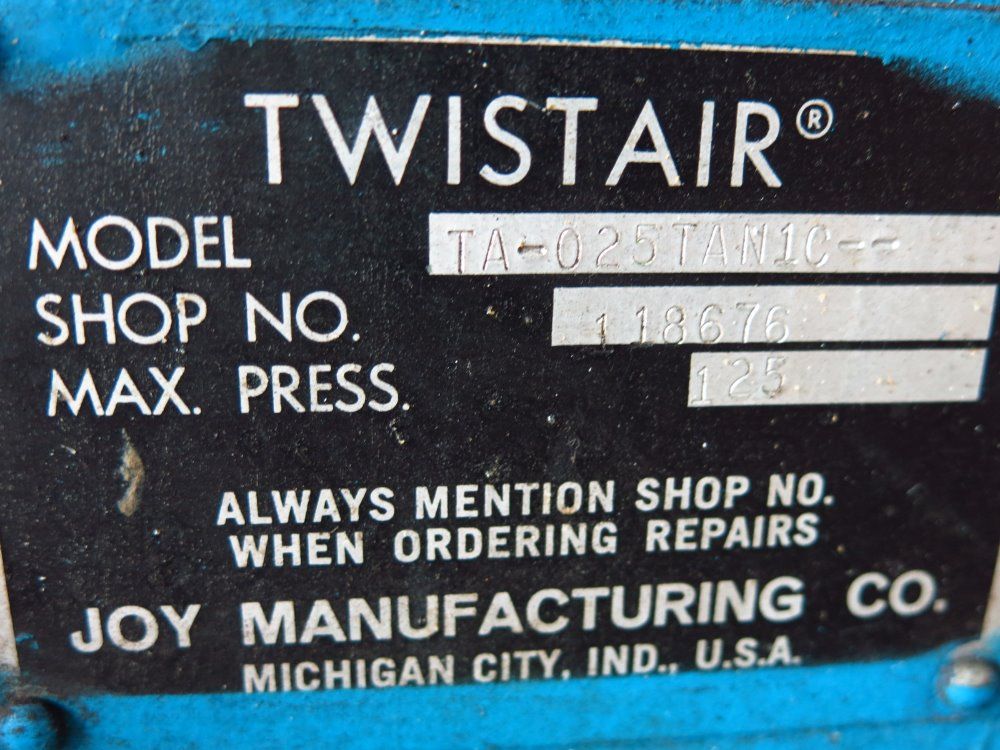 TWISTAIR®
MODEL TA-025TAN1C--
SHOP NO. 118676
MAX. PRESS. 125
ALWAYS MENTION SHOP NO.
WHEN ORDERING REPAIRS
JOY MANUFACTURING CO.
MICHIGAN CITY, IND., U.S.A.